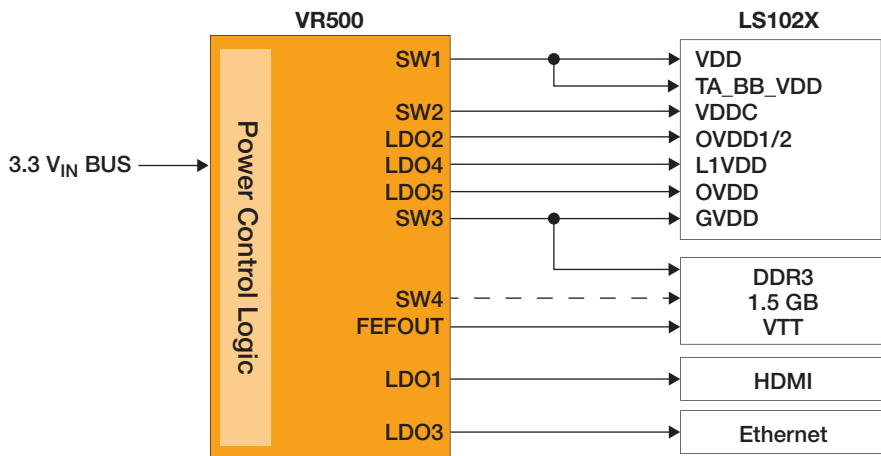 VR500
LS102X
3.3 VIN BUS
Power Control Logic
SW1
SW2
LDO2
LDO4
LDO5
SW3
SW4
FEFOUT
LDO1
LDO3
VDD
TA_BB_VDD
VDDC
OVDD1/2
L1VDD
OVDD
GVDD
DDR3
1.5 GB
VTT
HDMI
Ethernet